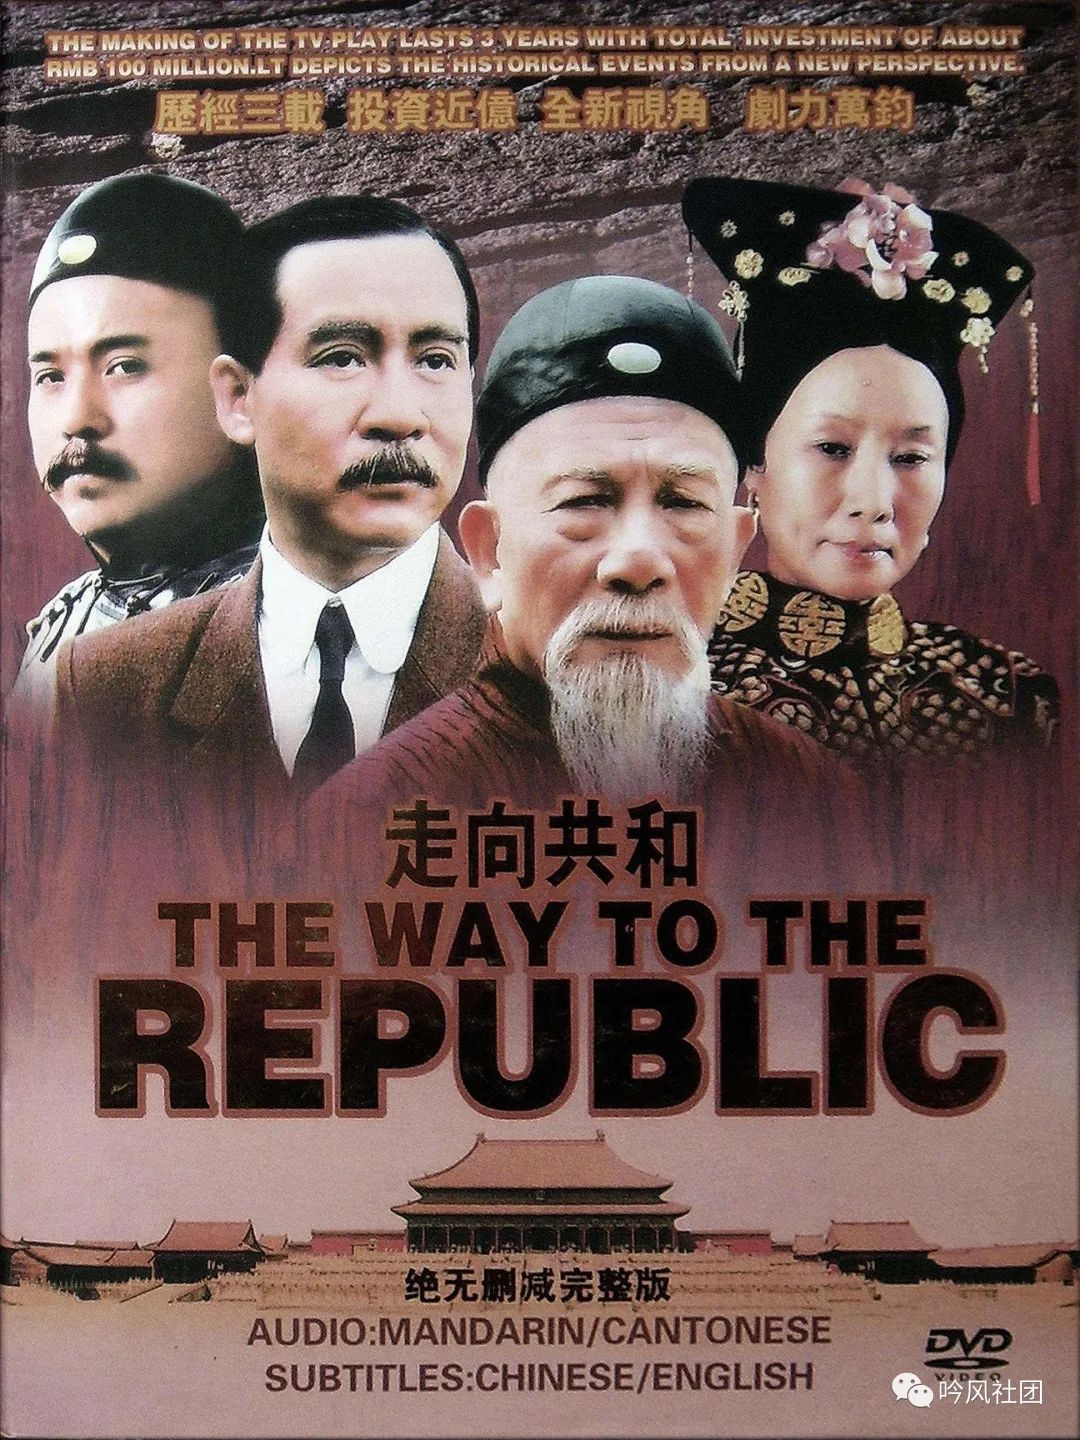 THE MAKING OF THE TV PLAY LASTS 3 YEARS WITH TOTAL INVESTMENT OF ABOUT
RMB 100 MILLION.LT DEPICTS THE HISTORICAL EVENTS FROM A NEW PERSPECTIVE.
歷經三載 投資近億 全新視角 劇力萬鈞
走向共和
THE WAY TO THE
REPUBLIC
绝无删减完整版
AUDIO:MANDARIN/CANTONESE
SUBTITLES:CHINESE/ENGLISH
DVD
VIDEO
吟风社团